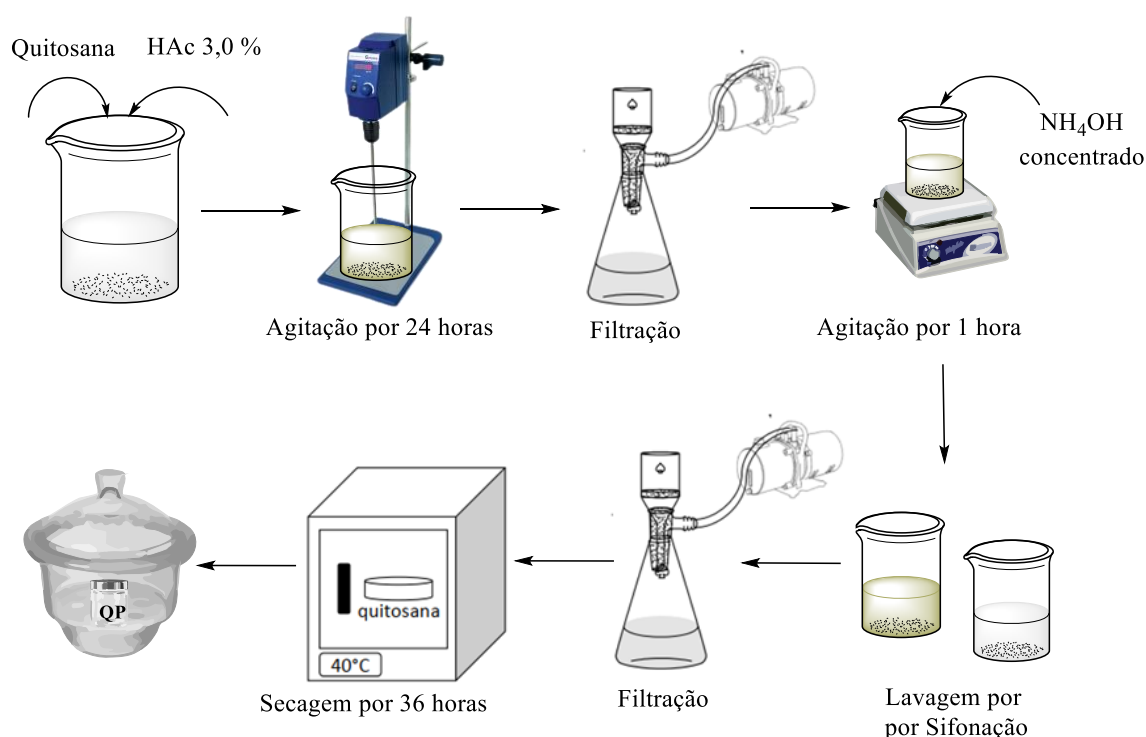 Quitosana
HAc 3,0 %
Agitação por 24 horas
Filtração
NH₄OH
concentrado
Agitação por 1 hora
Lavagem por
por Sifonação
Filtração
quitosana
40°C
Secagem por 36 horas
QP